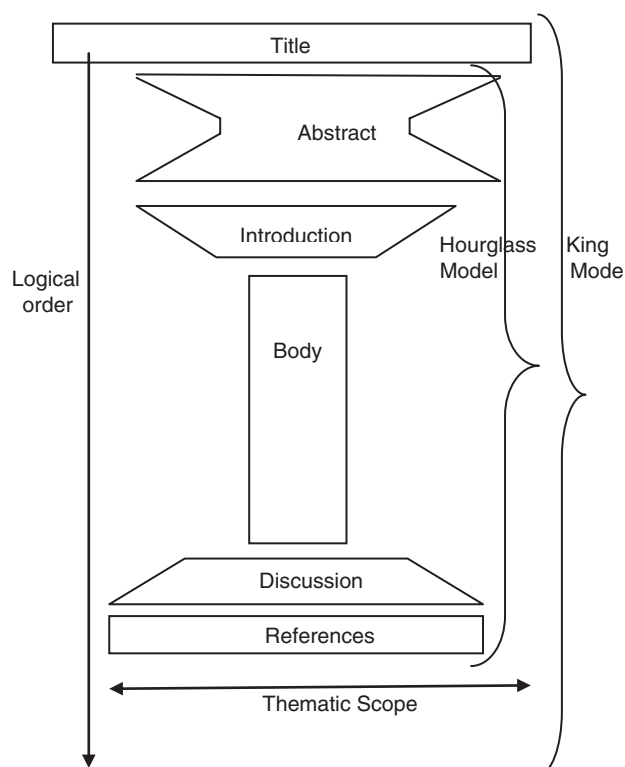 Title
Abstract
Introduction
Hourglass
Model
King
Mode
Logical
order
Body
Discussion
References
Thematic Scope